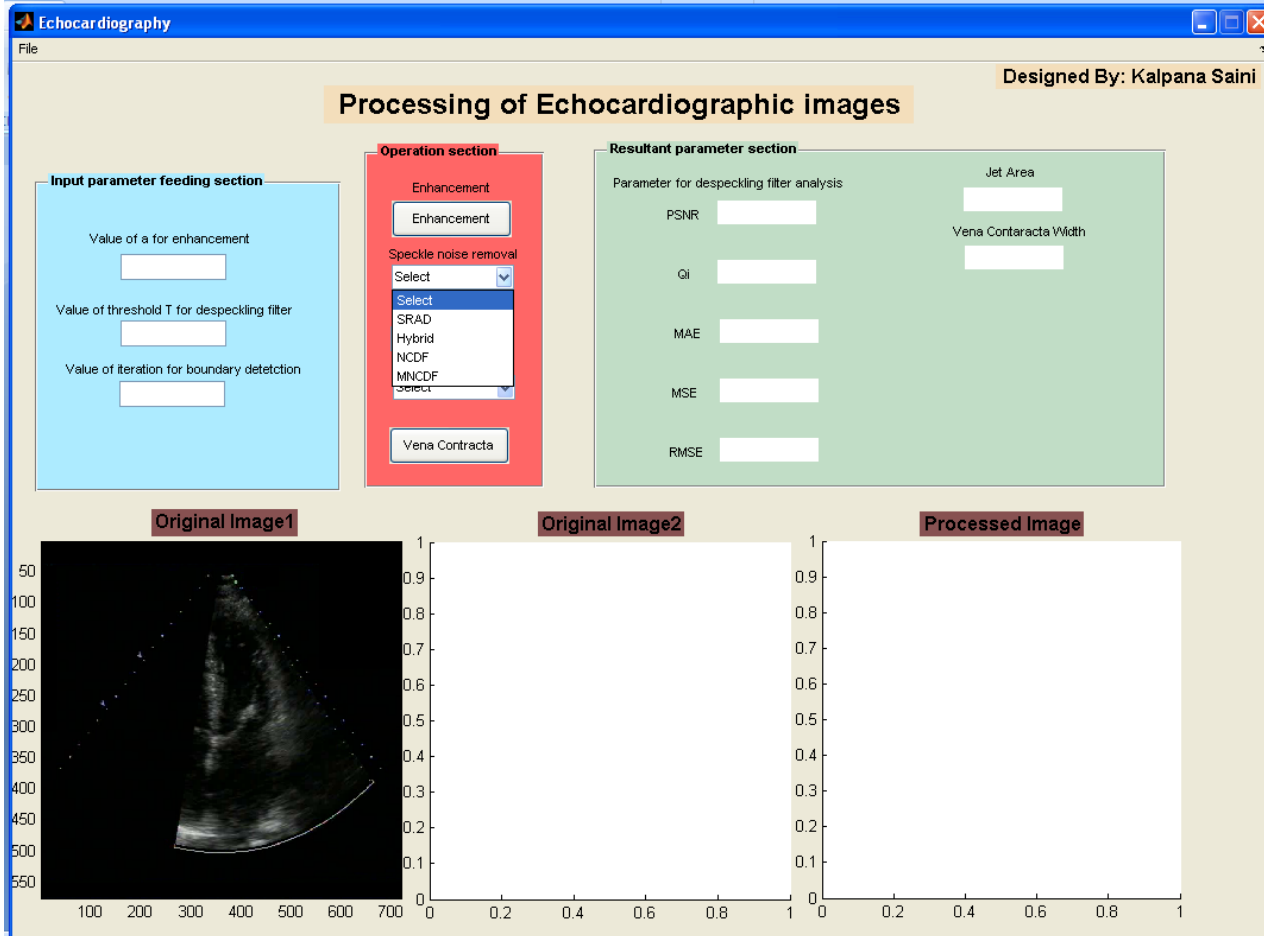 Echocardiography
File
Designed By: Kalpana Saini
Processing of Echocardiographic images
Input parameter feeding section
Value of a for enhancement
Value of threshold T for despeckling filter
Value of iteration for boundary detetction
Operation section
Enhancement
Enhancement
Speckle noise removal
Select
Select
SRAD
Hybrid
NCDF
MNCDF
Select
Vena Contracta
Resultant parameter section
Parameter for despeckling filter analysis
PSNR
Qi
MAE
MSE
RMSE
Jet Area
Vena Contaracta Width
Original Image1
50
100
150
200
250
300
350
400
450
500
550
100 200 300 400 500 600 700
Original Image2
1
0.9
0.8
0.7
0.6
0.5
0.4
0.3
0.2
0.1
0
0 0.2 0.4 0.6 0.8 1
Processed Image
1
0.9
0.8
0.7
0.6
0.5
0.4
0.3
0.2
0.1
0
0 0.2 0.4 0.6 0.8 1